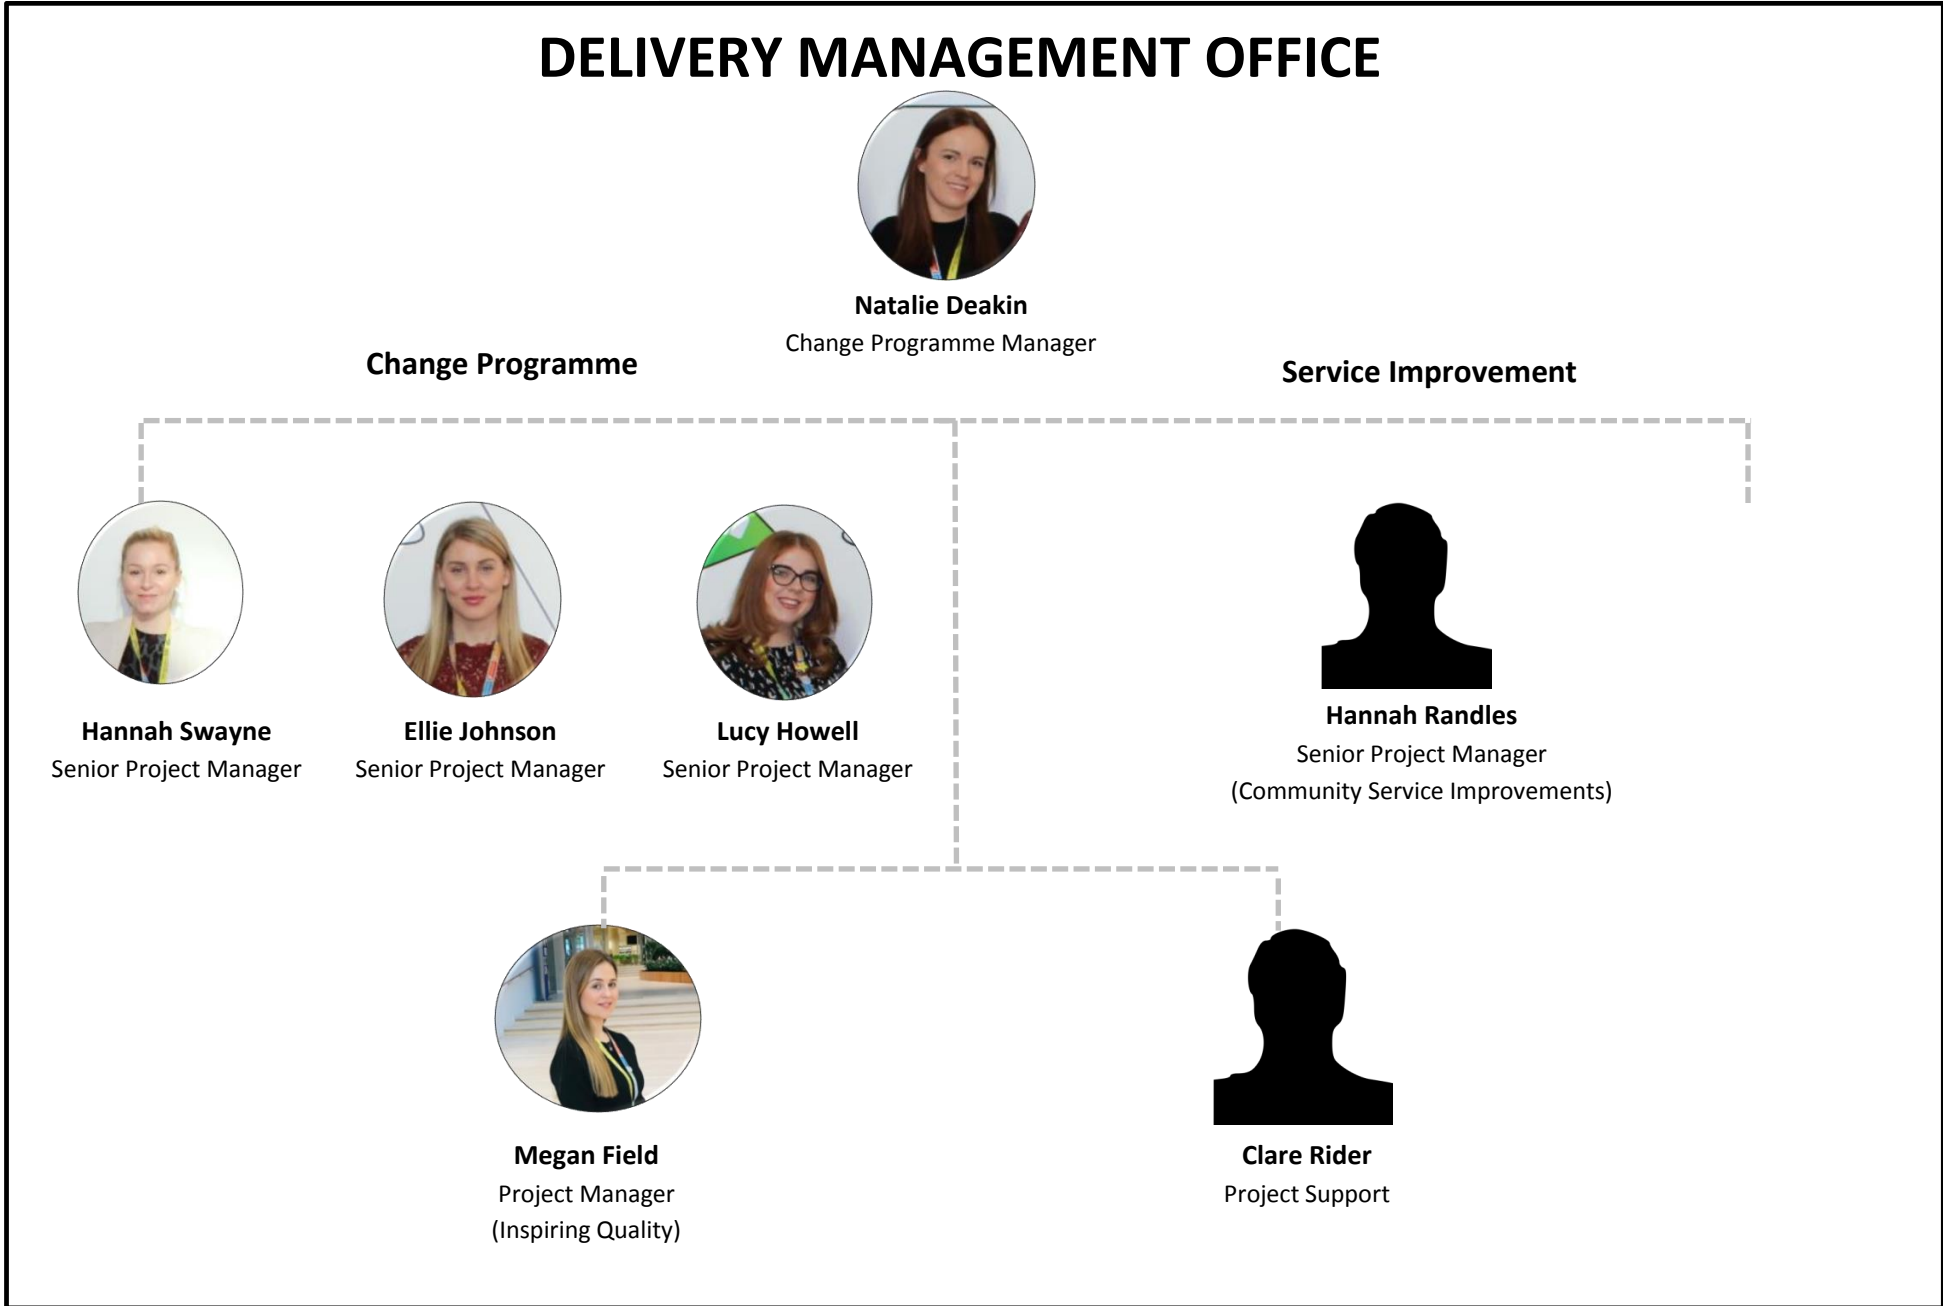 DELIVERY MANAGEMENT OFFICE
Natalie Deakin
Change Programme Manager
Change Programme
Service Improvement
Hannah Swayne
Senior Project Manager
Ellie Johnson
Senior Project Manager
Lucy Howell
Senior Project Manager
Hannah Randles
Senior Project Manager
(Community Service Improvements)
Megan Field
Project Manager
(Inspiring Quality)
Clare Rider
Project Support